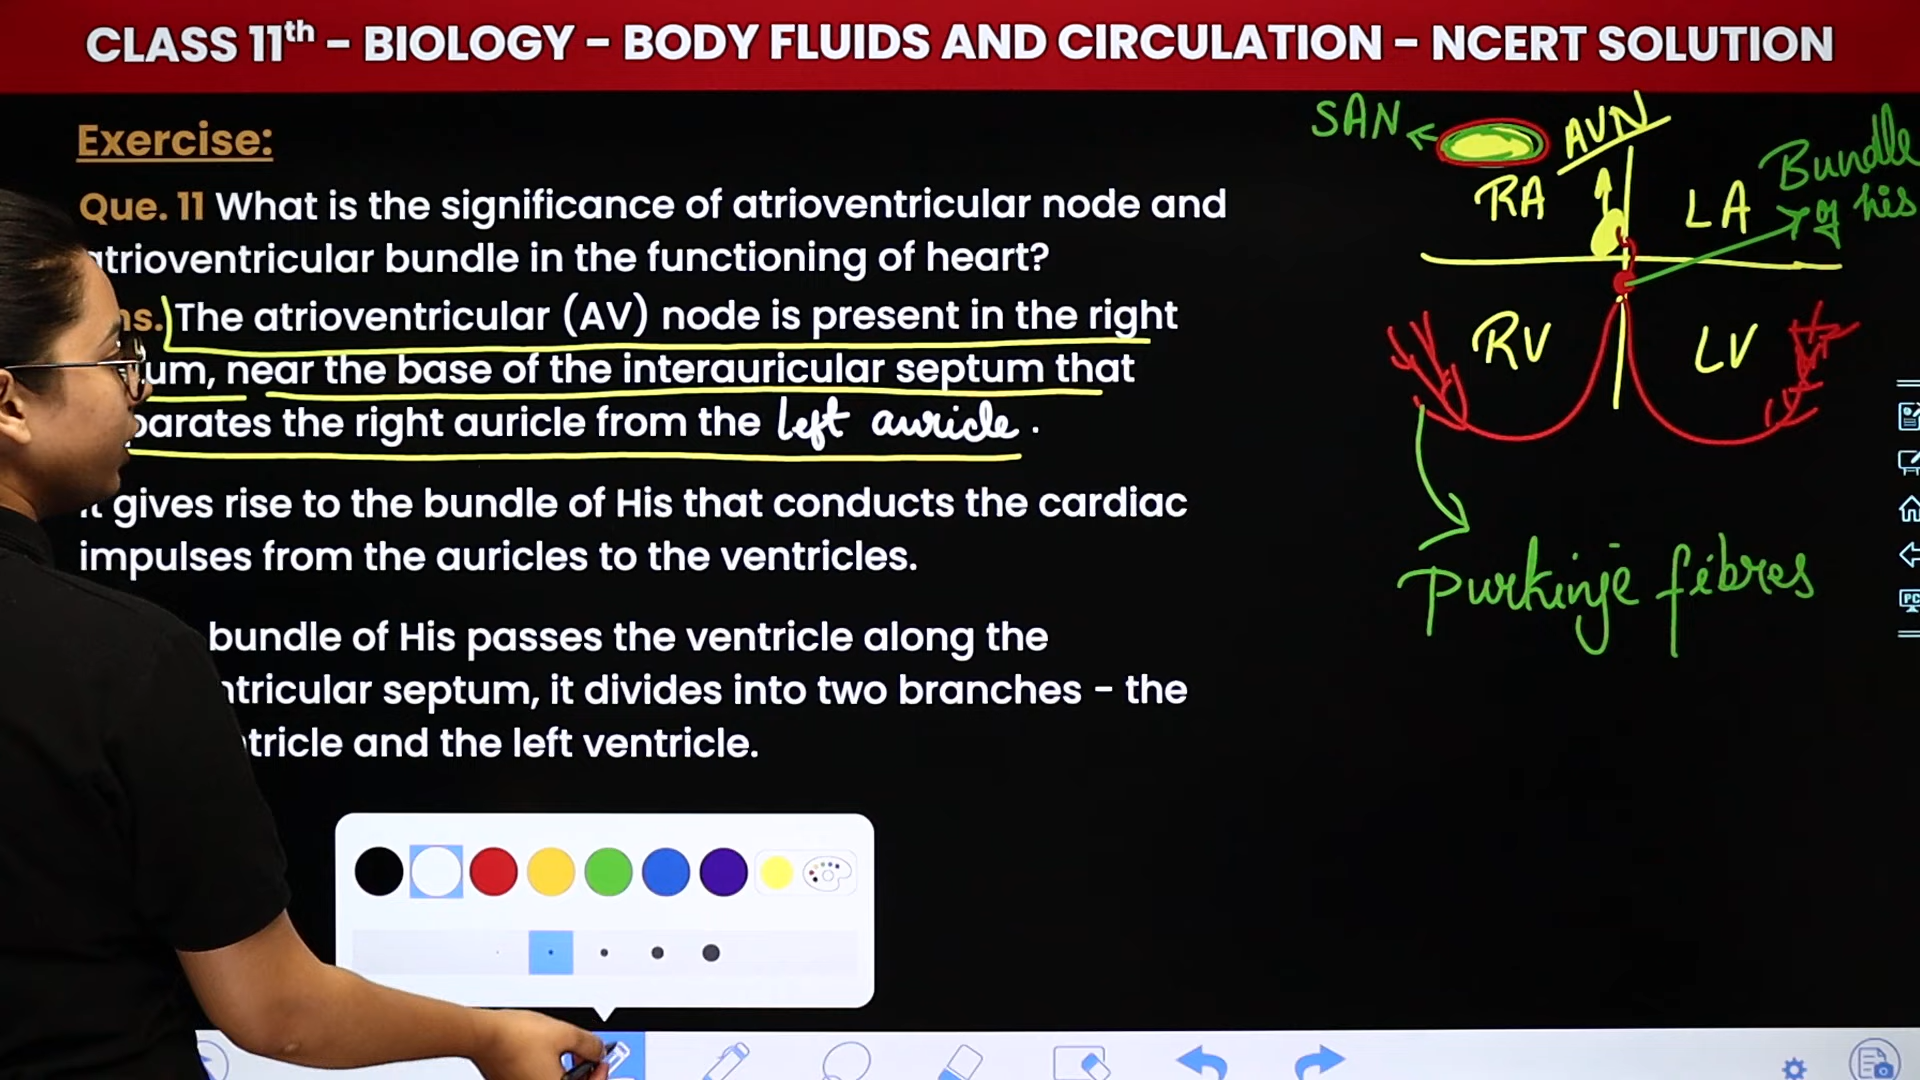 CLASS 11th - BIOLOGY - BODY FLUIDS AND CIRCULATION - NCERT SOLUTION
Exercise:
Que. 11 What is the significance of atrioventricular node and
atrioventricular bundle in the functioning of heart?
The atrioventricular (AV) node is present in the right
near the base of the interauricular septum that
the right auricle from the left auricle.
It gives rise to the bundle of His that conducts the cardiac
impulses from the auricles to the ventricles.
bundle of His passes the ventricle along the
septum, it divides into two branches - the
and the left ventricle.
SAN
AVN
Bundle
of his
RA
LA
RV
LV
Purkinje fibres
PC